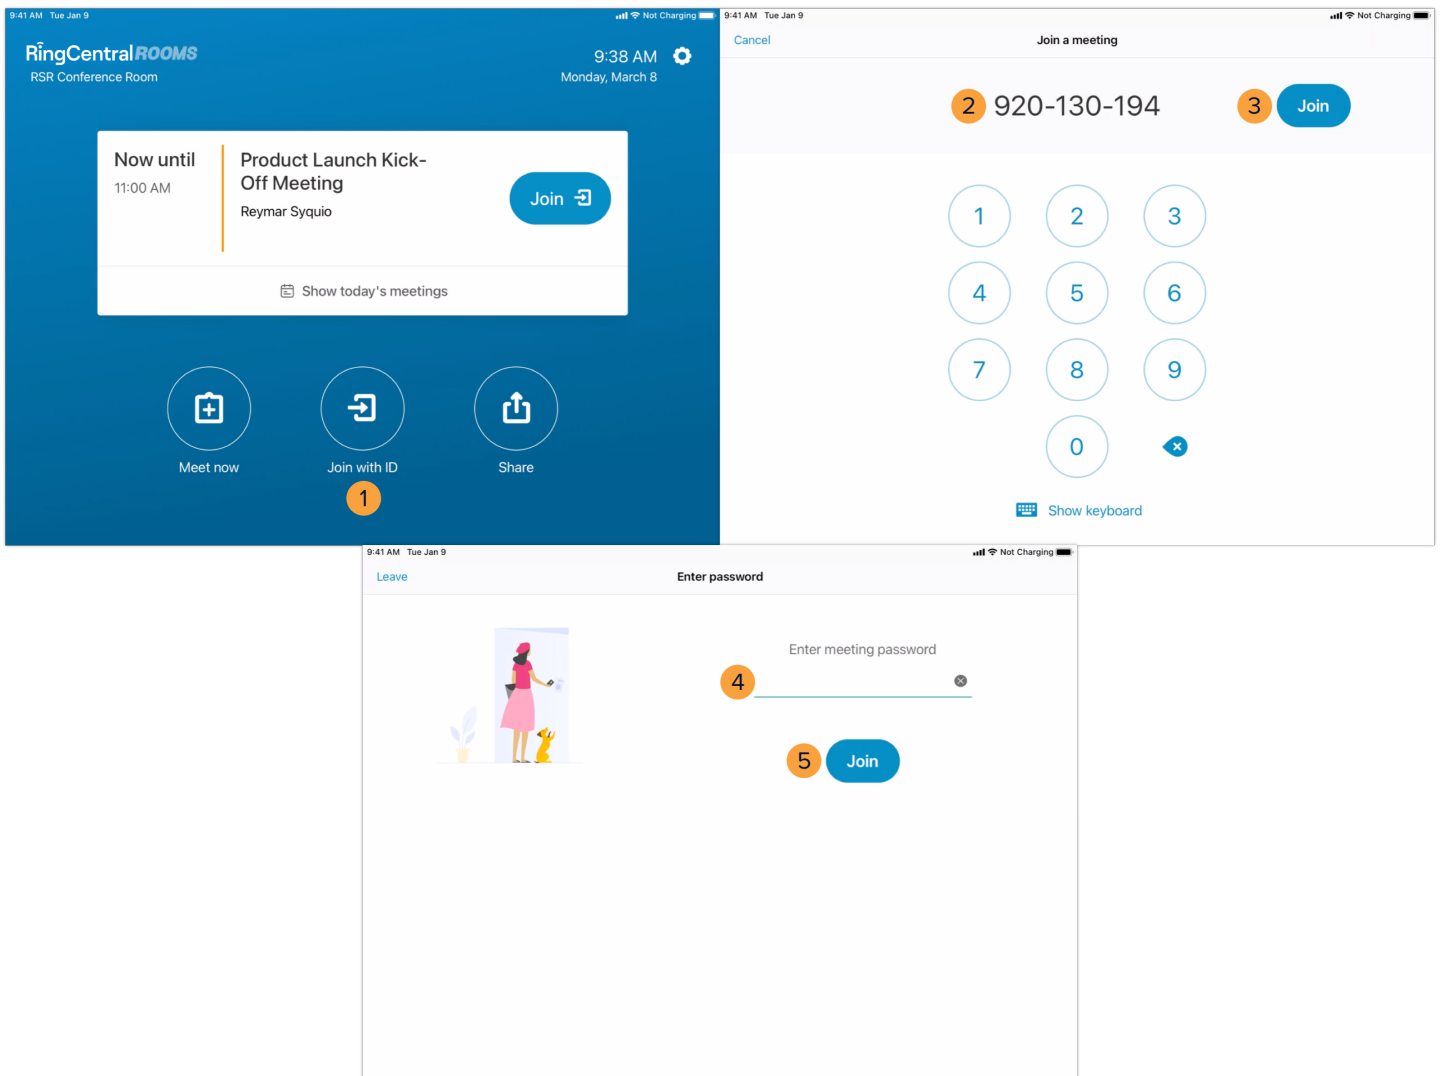 9:41 AM Tue Jan 9
Not Charging
RingCentral ROOMS
RSR Conference Room
9:38 AM
Monday, March 8
Now until
11:00 AM
Product Launch Kick-
Off Meeting
Reymar Syquio
Join
Show today's meetings
Meet now
Join with ID
Share
1
9:41 AM Tue Jan 9
Not Charging
Cancel
Join a meeting
2 920-130-194
3 Join
1 2 3
4 5 6
7 8 9
0
Show keyboard
9:41 AM Tue Jan 9
Not Charging
Leave
Enter password
Enter meeting password
4
5 Join